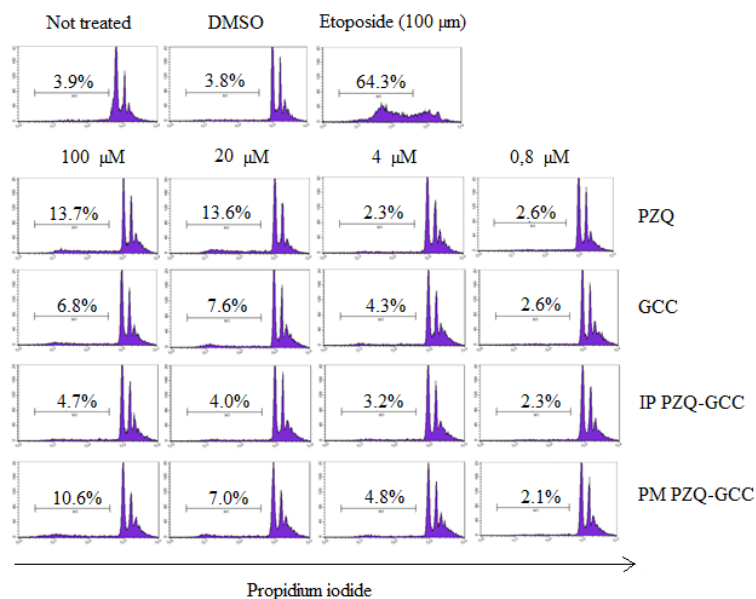 Not treated DMSO Etoposide (100 μm)
3.9% 3.8% 64.3%
100 μM 20 μM 4 μM 0,8 μM
13.7% 13.6% 2.3% 2.6% PZQ
6.8% 7.6% 4.3% 2.6% GCC
4.7% 4.0% 3.2% 2.3% IP PZQ-GCC
10.6% 7.0% 4.8% 2.1% PM PZQ-GCC
Propidium iodide